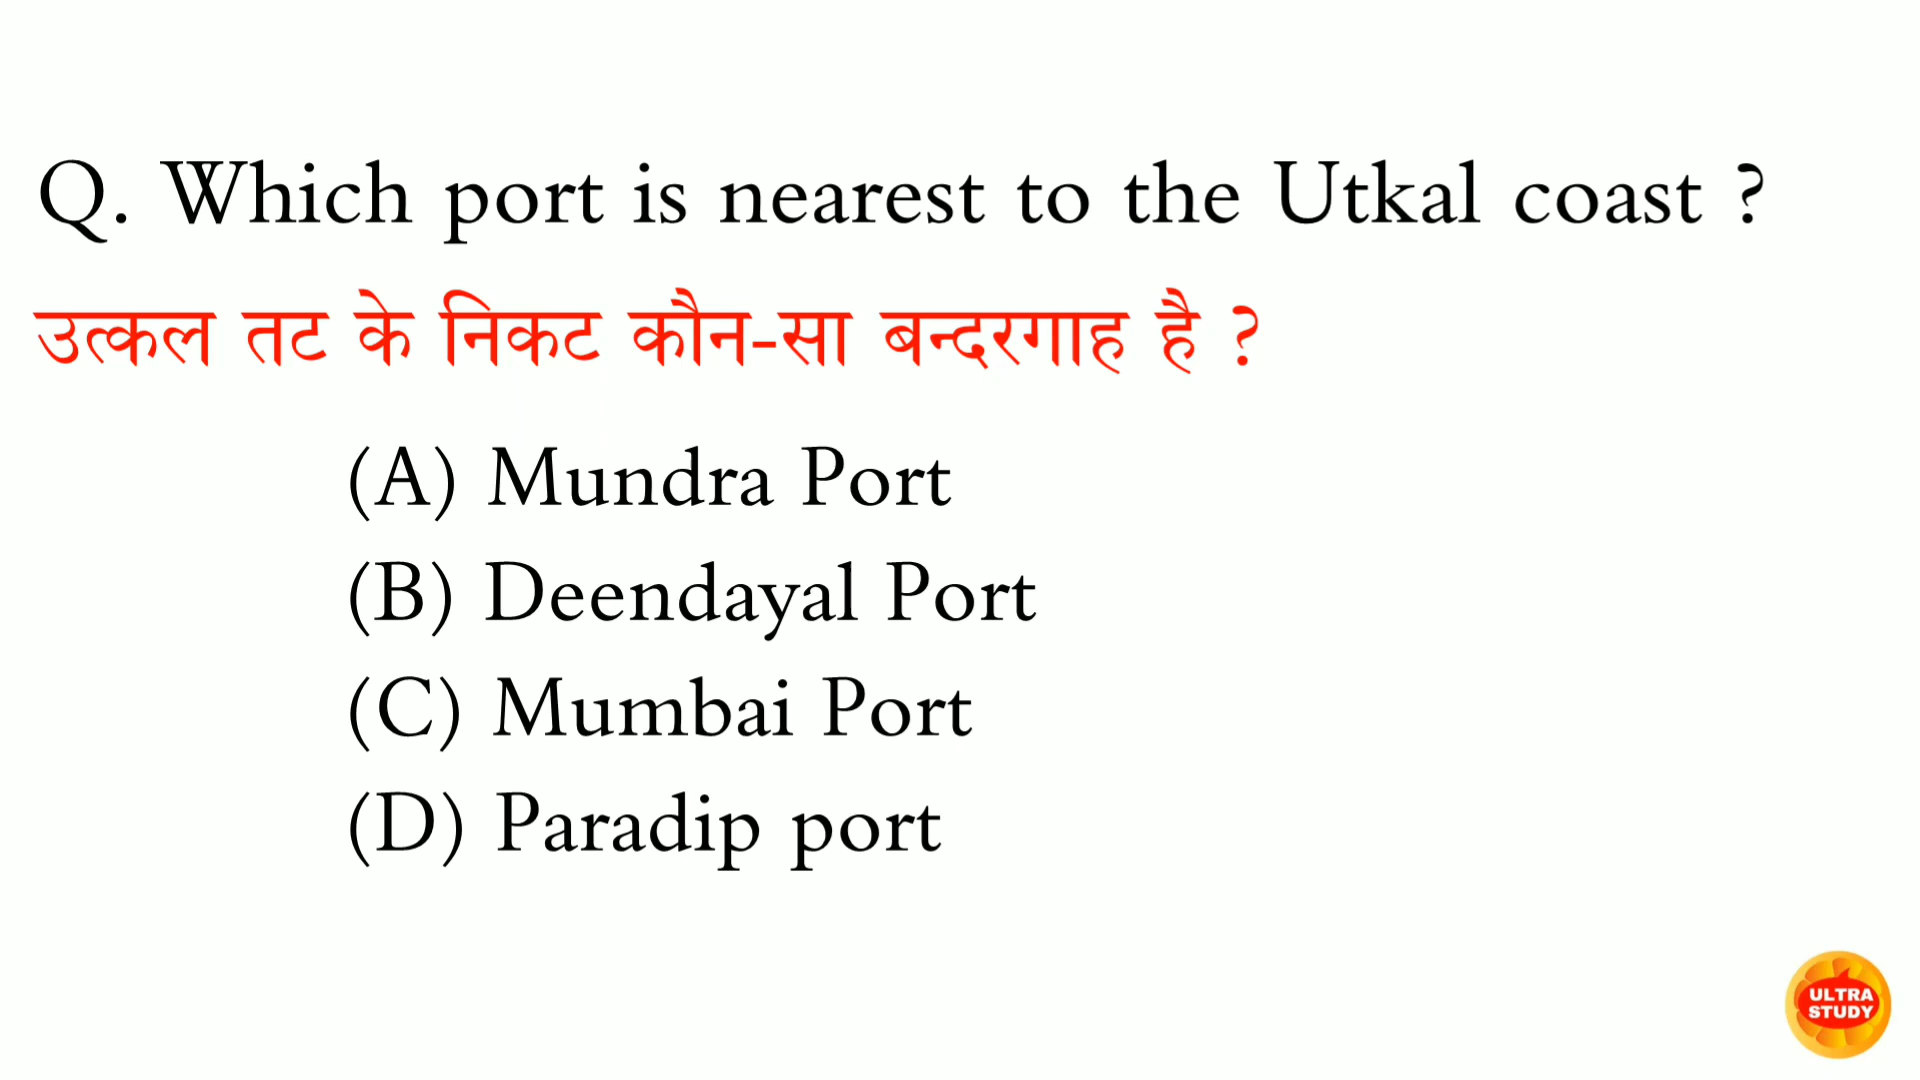 Q. Which port is nearest to the Utkal coast ?
उत्कल तट के निकट कौन-सा बन्दरगाह है ?
(A) Mundra Port
(B) Deendayal Port
(C) Mumbai Port
(D) Paradip port
ULTRA
STUDY